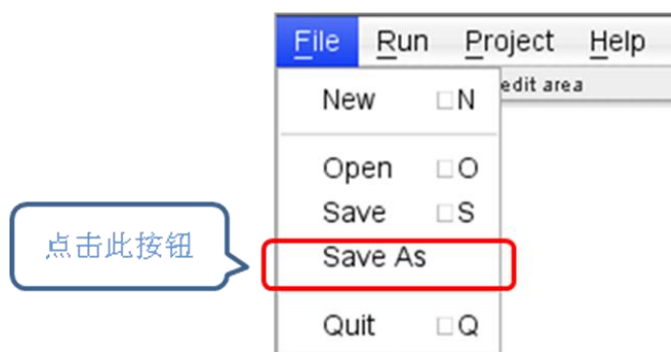 File Run Project Help
edit area
New □N
Open □O
Save □S
点击此按钮
Save As
Quit □Q